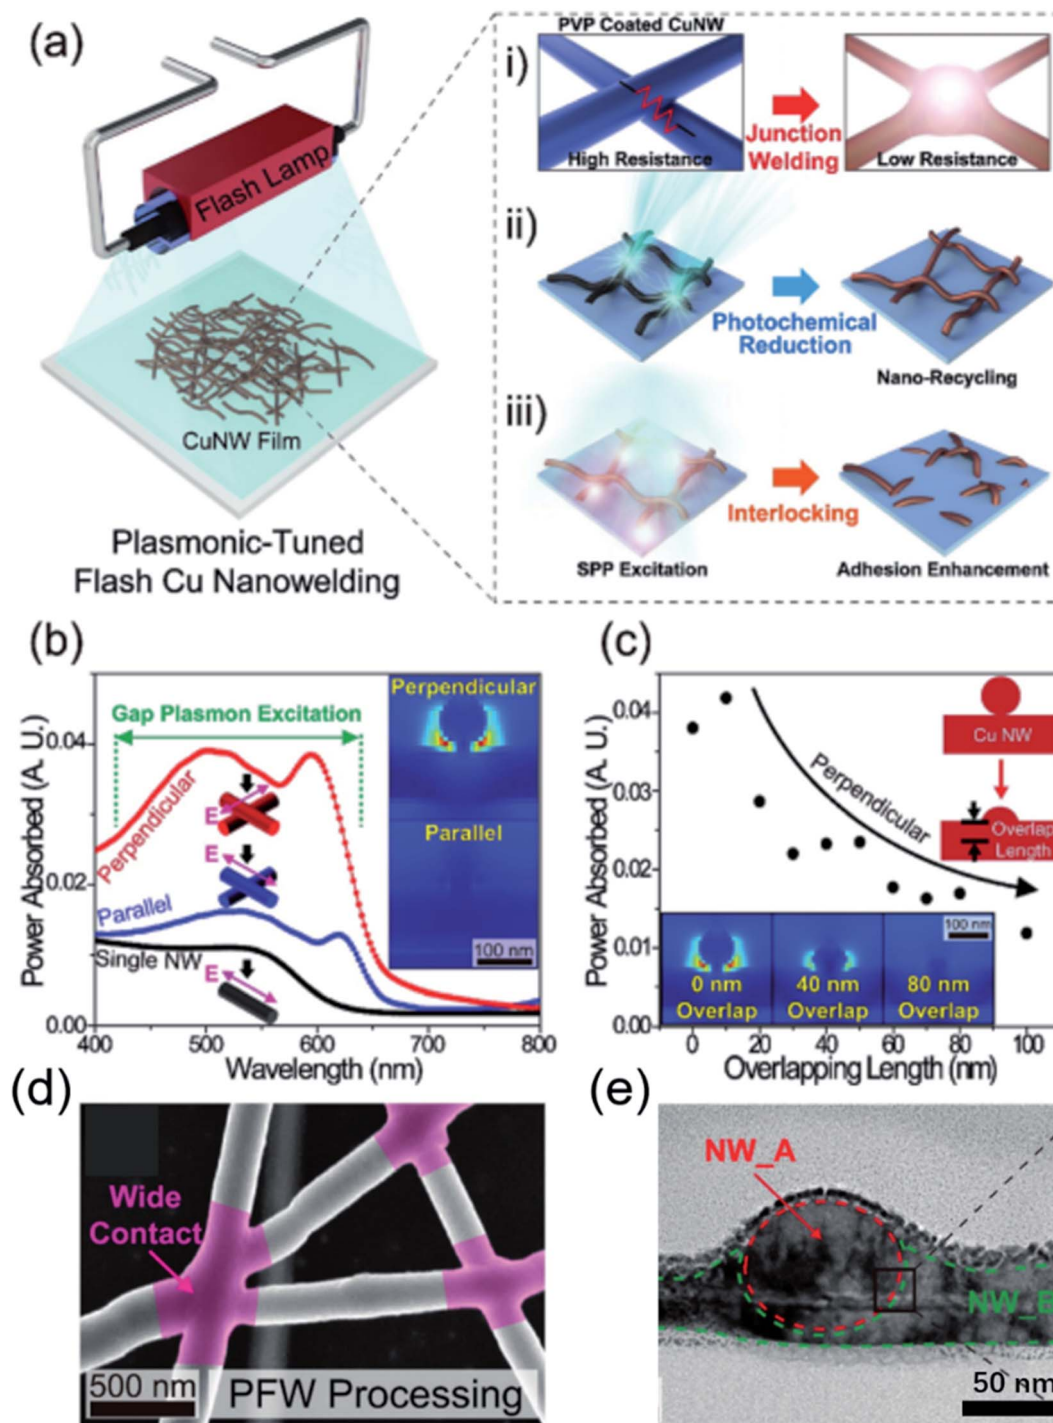 (a)
Flash Lamp
CuNW Film
Plasmonic-Tuned
Flash Cu Nanowelding
PVP Coated CuNW
i)
High Resistance
Junction
Welding
Low Resistance
ii)
Photochemical
Reduction
Nano-Recycling
iii)
SPP Excitation
Interlocking
Adhesion Enhancement
(b)
Power Absorbed (A. U.)
0.04
0.02
0.00
Gap Plasmon Excitation
Perpendicular
E
Parallel
E
Single NW
E
Perpendicular
Parallel
100 nm
400 500 600 700 800
Wavelength (nm)
(c)
Power Absorbed (A. U.)
0.04
0.03
0.02
0.01
0.00
Perpendicular
Cu NW
Overlap
Length
100 nm
0 nm
Overlap
40 nm
Overlap
80 nm
Overlap
0 20 40 60 80 100
Overlapping Length (nm)
(d)
Wide
Contact
500 nm
PFW Processing
(e)
NW_A
NW_
50 nm